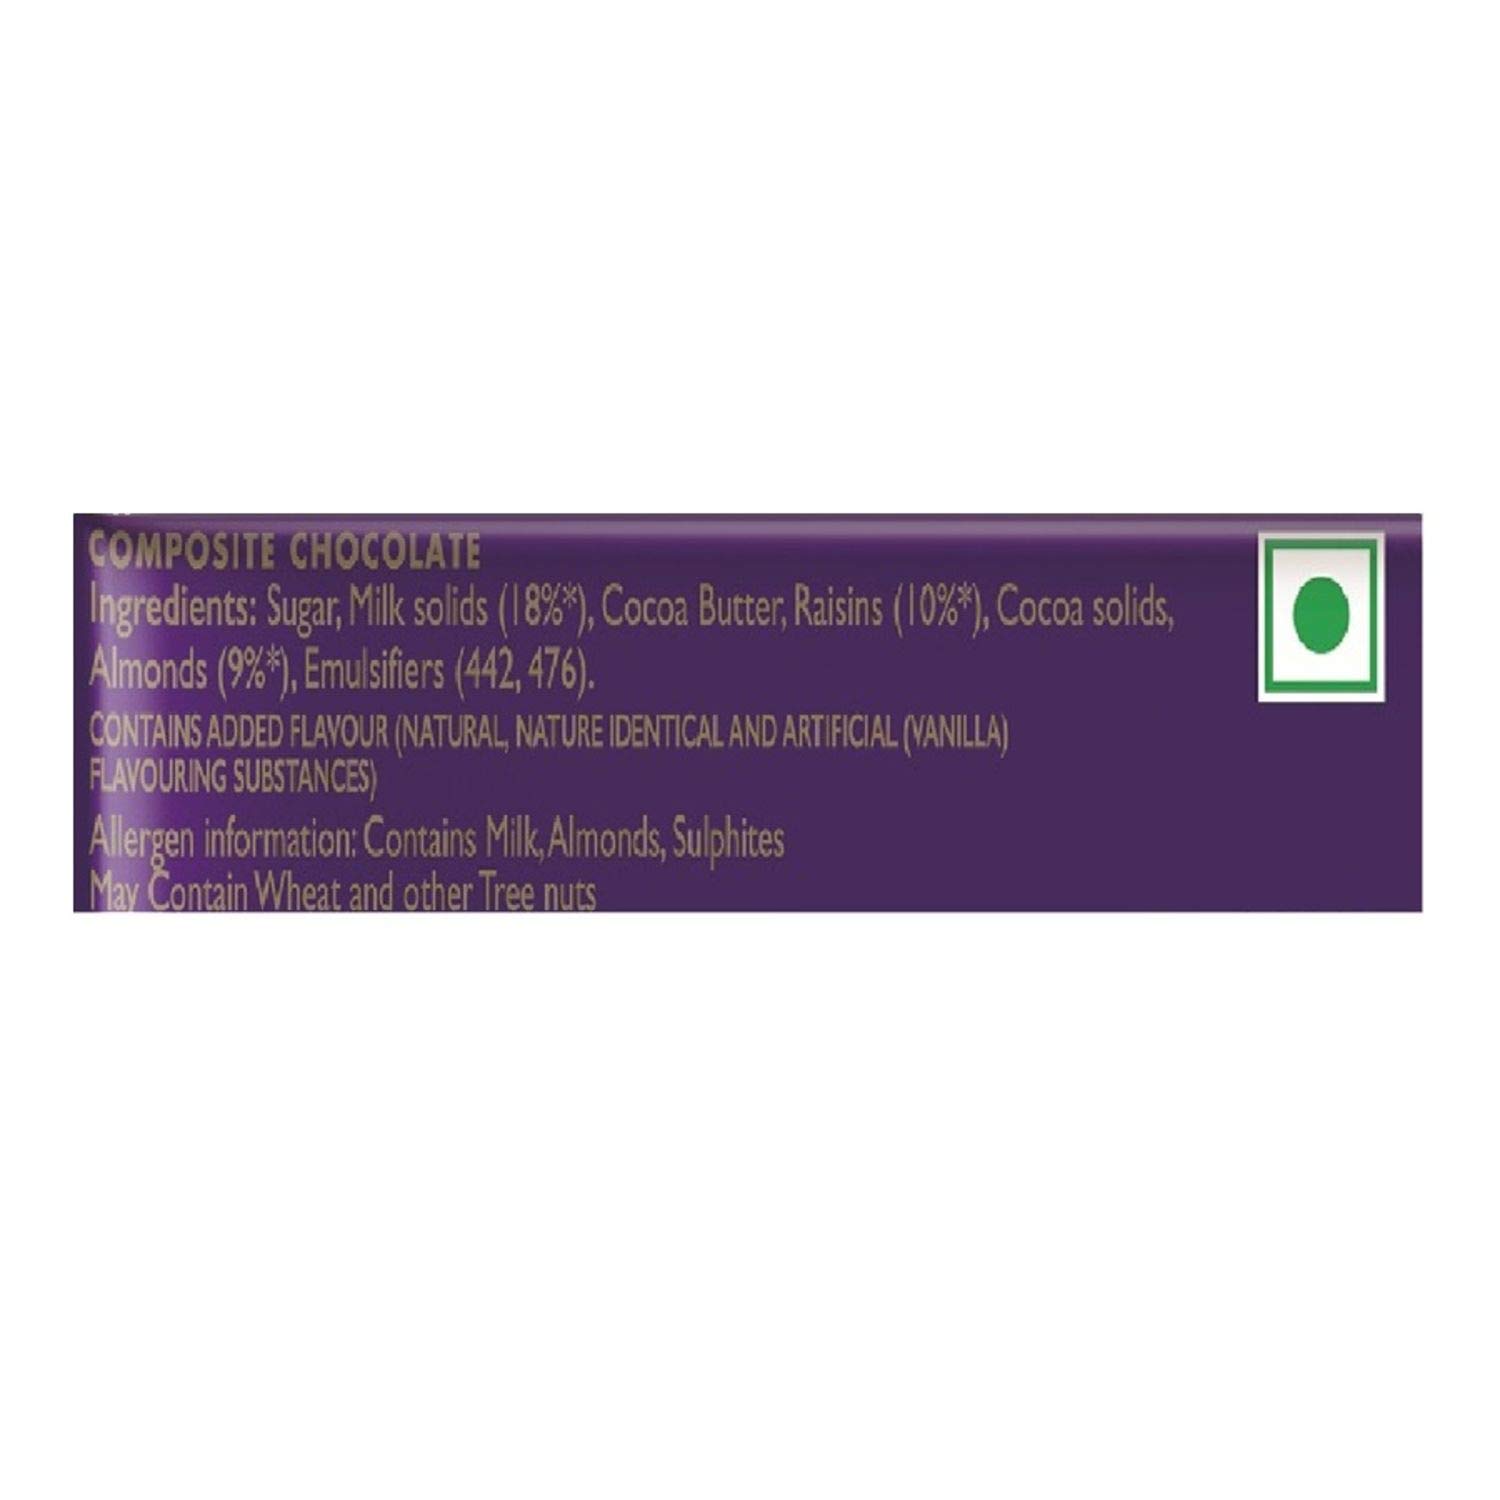 COMPOSITE CHOCOLATE
Ingredients: Sugar, Milk solids (18%*), Cocoa Butter, Raisins (10%*), Cocoa solids,
Almonds (9%*), Emulsifiers (442, 476).
CONTAINS ADDED FLAVOUR (NATURAL, NATURE IDENTICAL AND ARTIFICIAL (VANILLA)
FLAVOURING SUBSTANCES)
Allergen information: Contains Milk, Almonds, Sulphites
May Contain Wheat and other Tree nuts